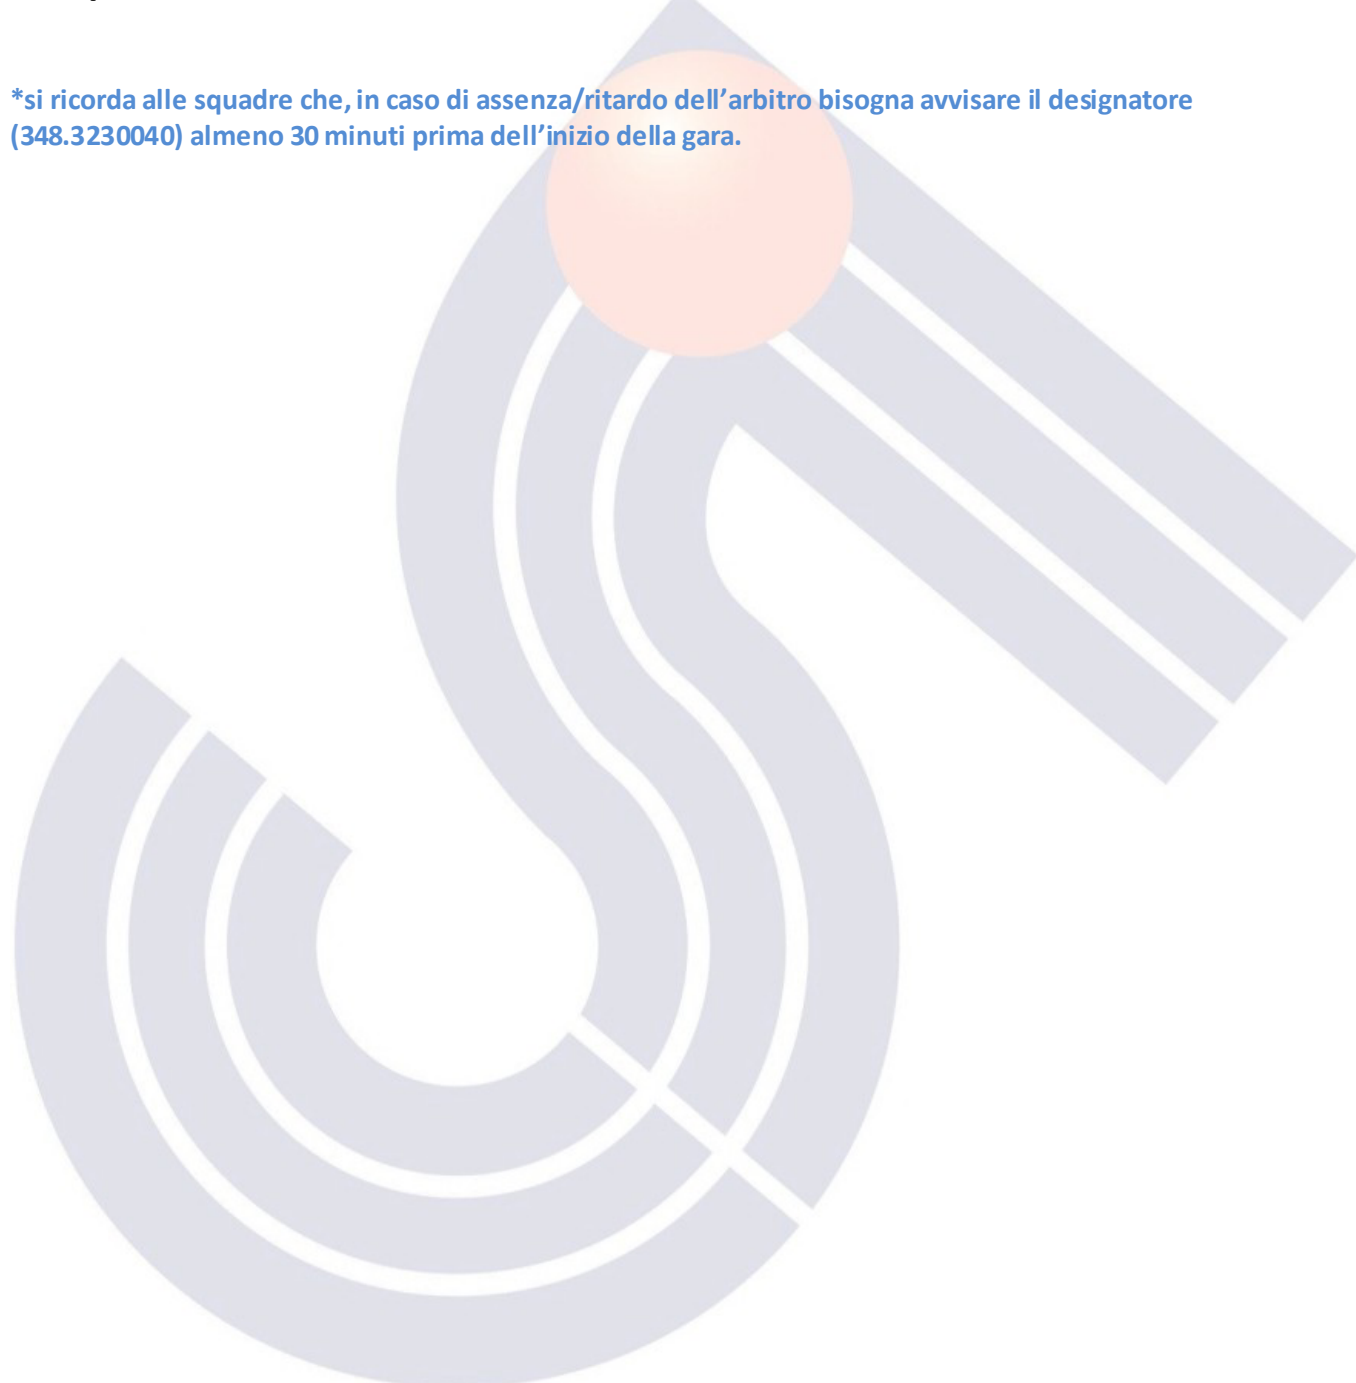 *si ricorda alle squadre che, in caso di assenza/ritardo dell’arbitro bisogna avvisare il designatore
(348.3230040) almeno 30 minuti prima dell’inizio della gara.